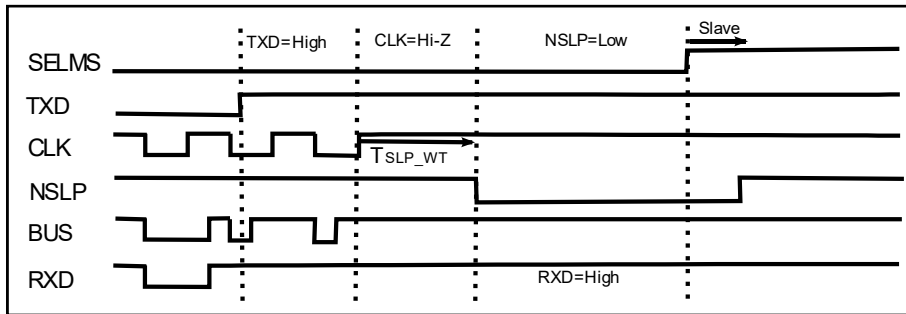 TXD=High CLK=Hi-Z NSLP=Low Slave
SELMS
TXD
CLK
TSLP_WT
NSLP
BUS
RXD
RXD=High